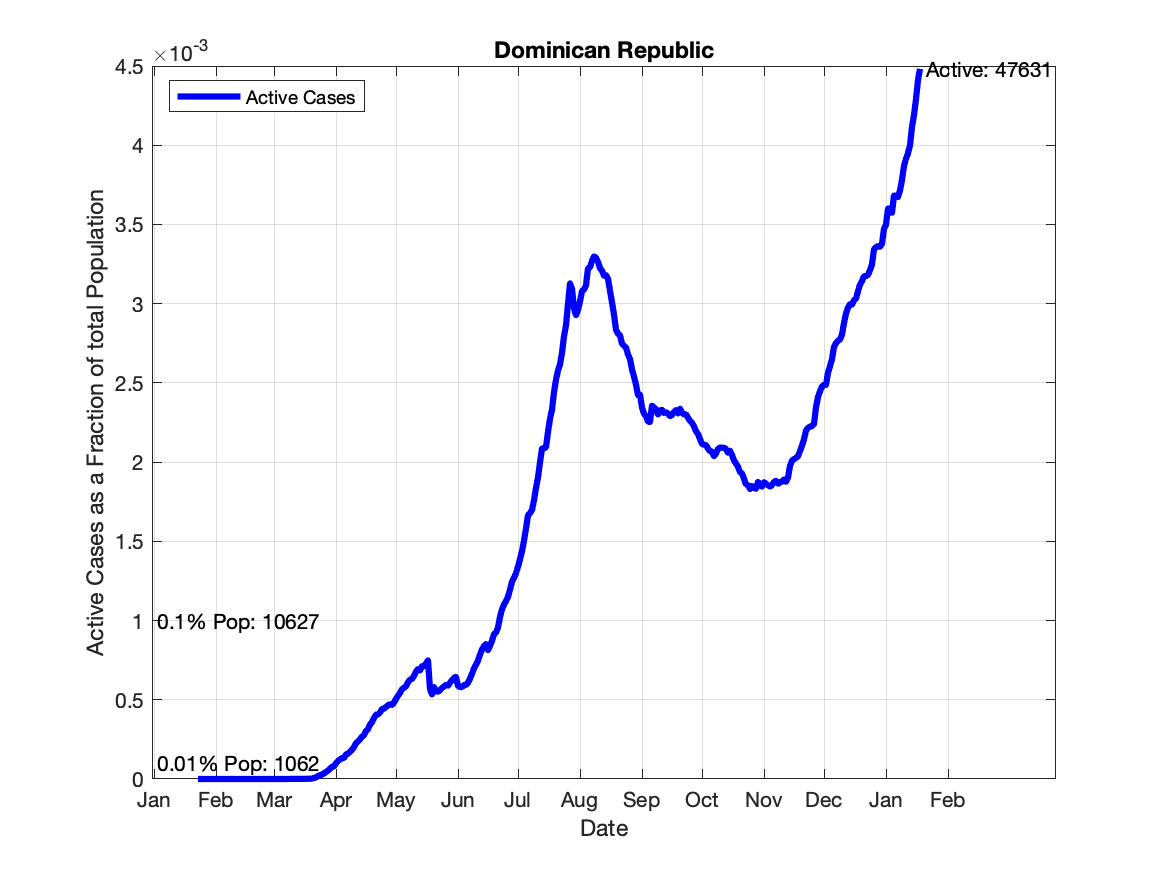 Dominican Republic
×10⁻³
4.5
4
3.5
3
2.5
2
1.5
1
0.5
0
Active Cases as a Fraction of total Population
Active Cases
Active: 47631
0.1% Pop: 10627
0.01% Pop: 1062
Jan Feb Mar Apr May Jun Jul Aug Sep Oct Nov Dec Jan Feb
Date